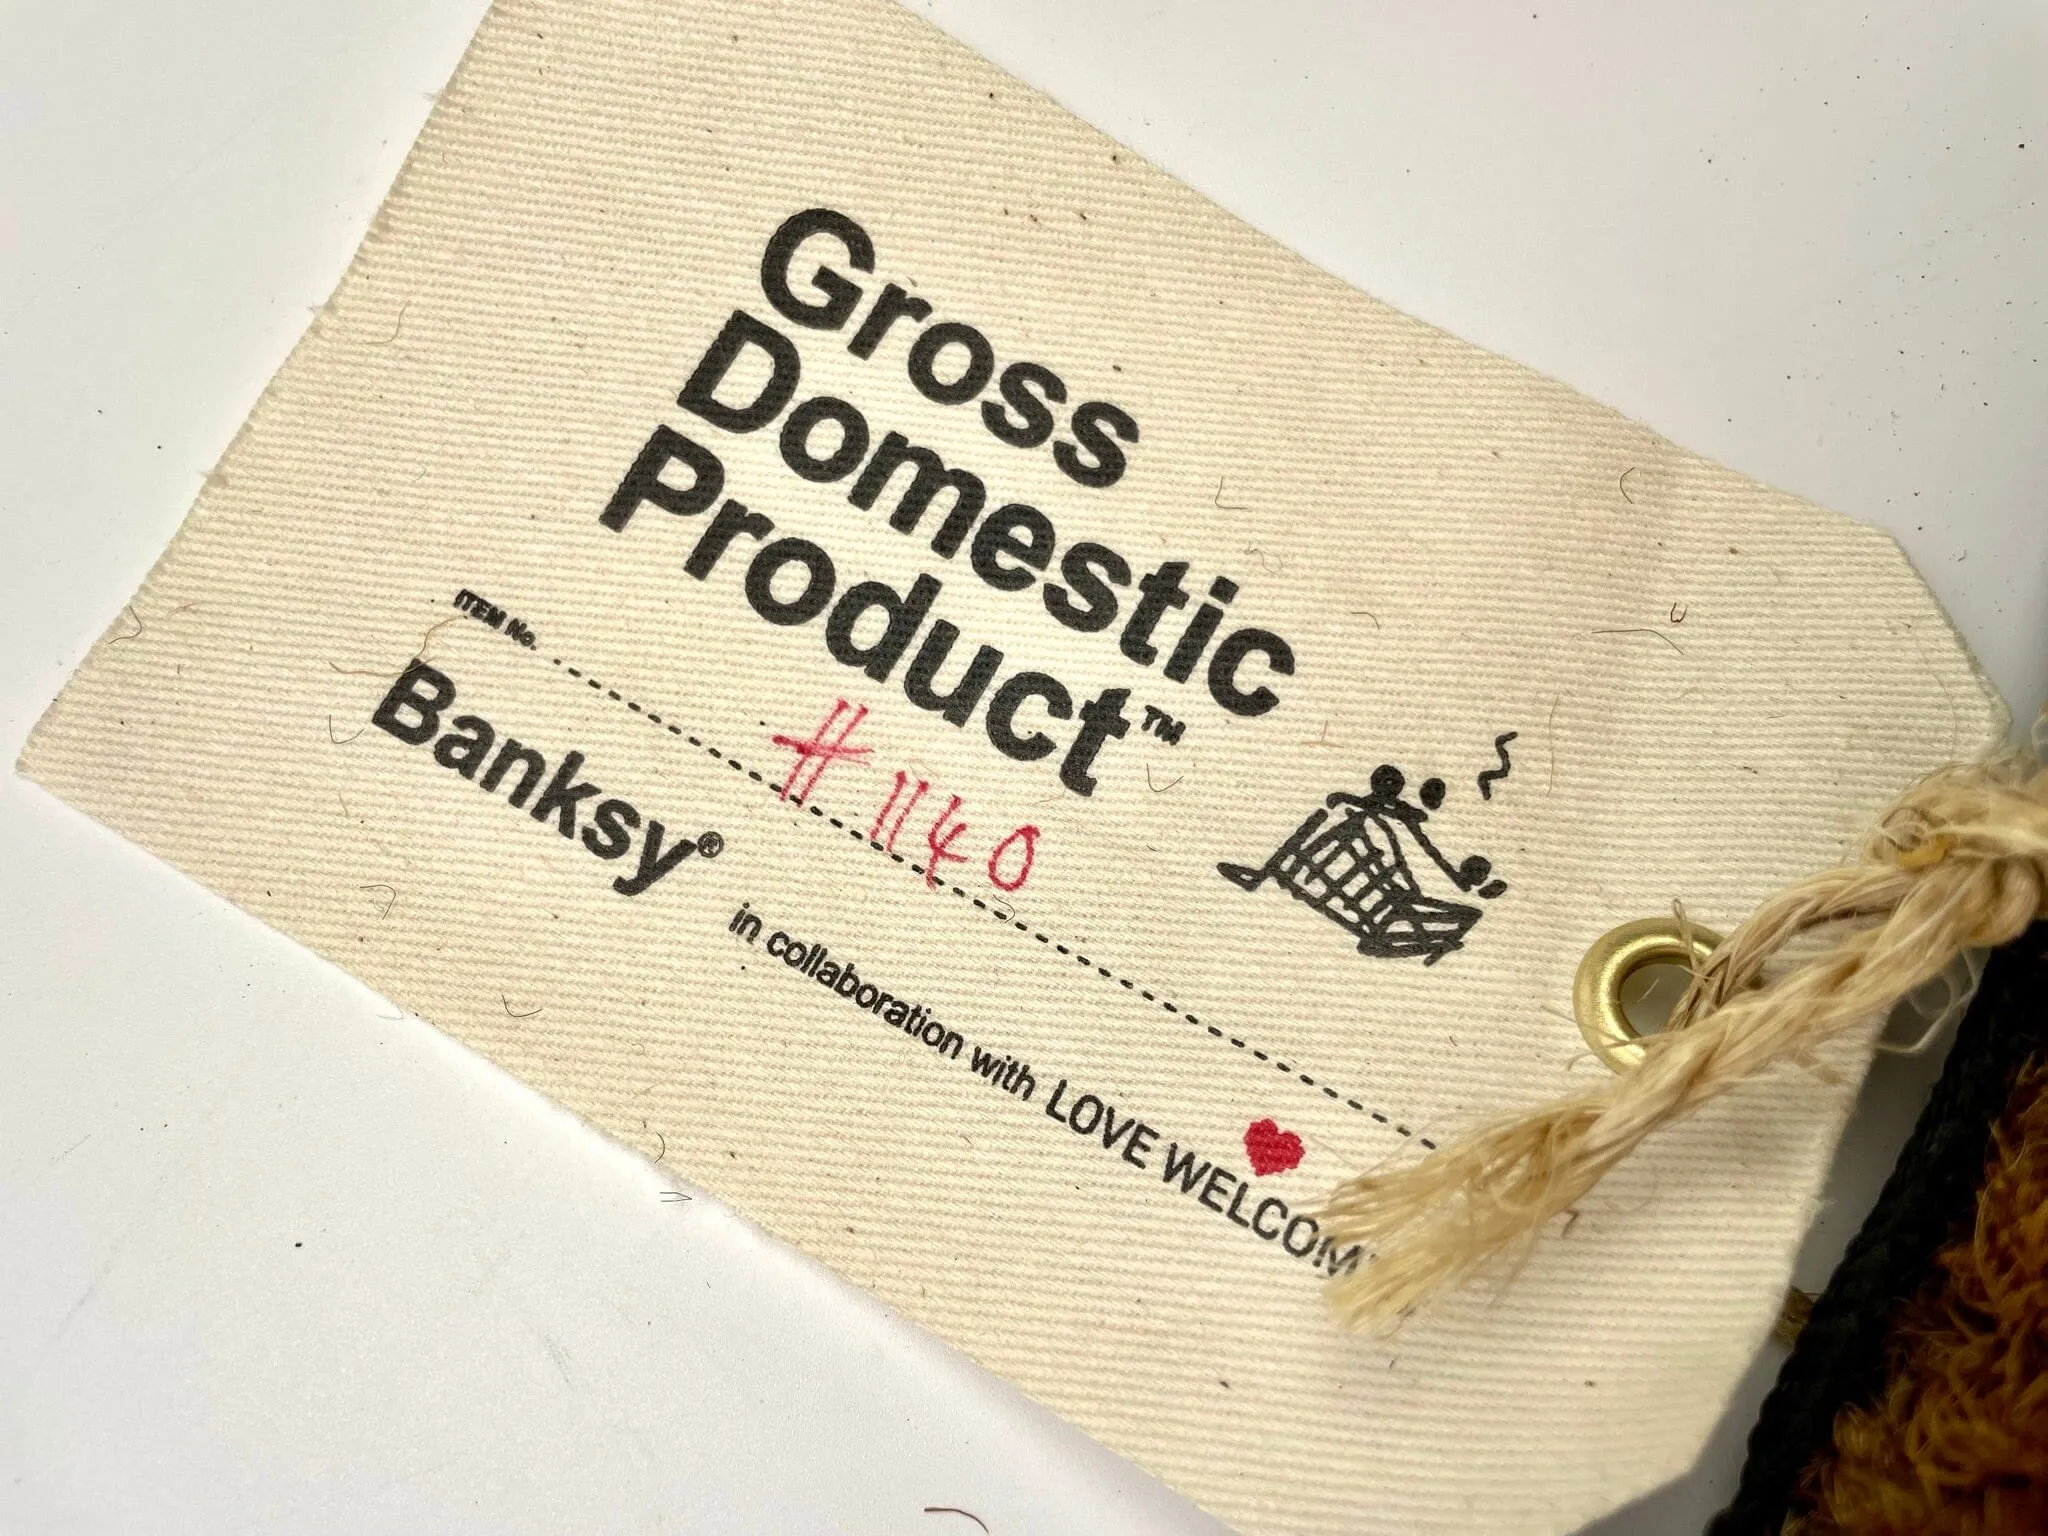 Gross
Domestic
Product™
ITEM No. # 1140
Banksy®
in collaboration with LOVE WELCOM